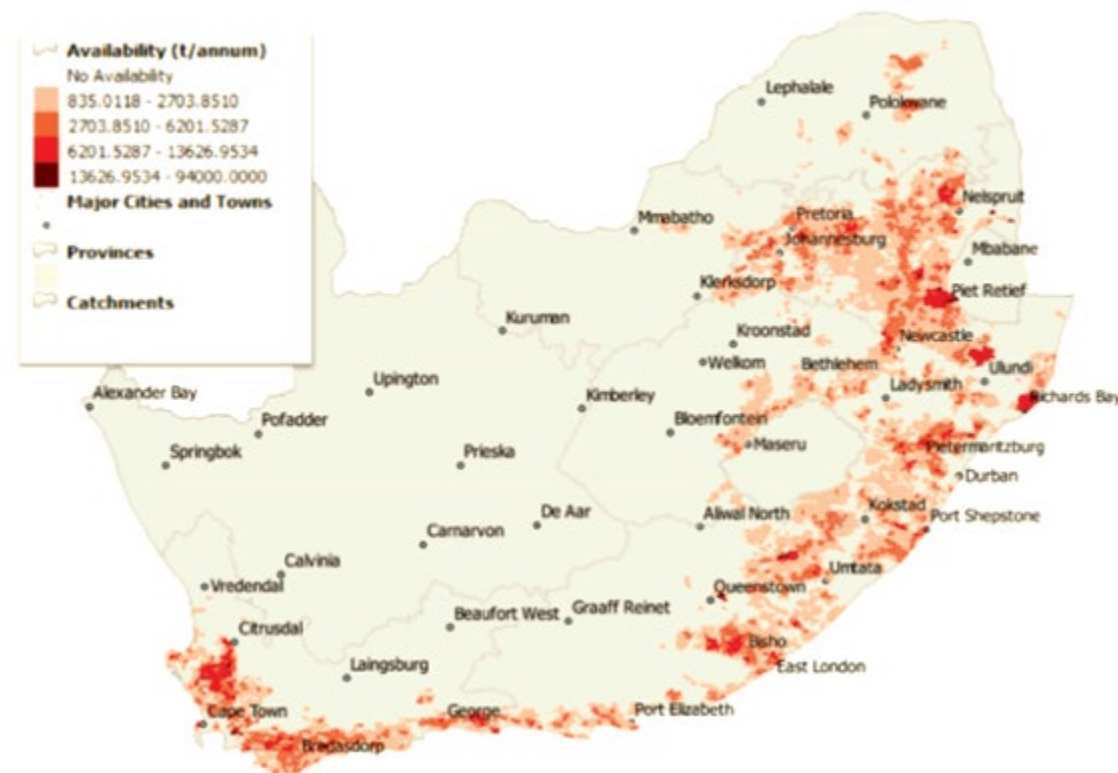 Availability (t/annum)
No Availability
835.0118 - 2703.8510
2703.8510 - 6201.5287
6201.5287 - 13626.9534
13626.9534 - 94000.0000
Major Cities and Towns
Provinces
Catchments
Lephalale
Pololovane
Nelspruit
Mmabatho
Pretoria
Johannesburg
Mbabane
Klerksdorp
Piet Retief
Kuruman
Kroonstad
Newcastle
Welkom
Bethlehem
Ulundi
Alexander Bay
Upington
Kimberley
Ladysmith
Richards Bay
Pofadder
Bloemfontein
Springbok
Prieska
Maseru
Pietermaritzburg
Durban
De Aar
Aliwal North
Kokstad
Port Shepstone
Carnarvon
Calvinia
Vredendal
Umtata
Queenstown
Beaufort West
Graaff Reinet
Citrusdal
Bisho
Laingsburg
East London
Cape Town
George
Port Elizabeth
Bredasdorp